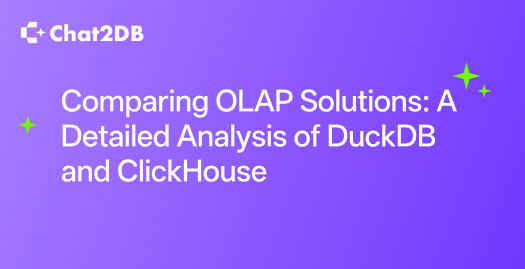 Chat2DB
Comparing OLAP Solutions: A
Detailed Analysis of DuckDB
and ClickHouse